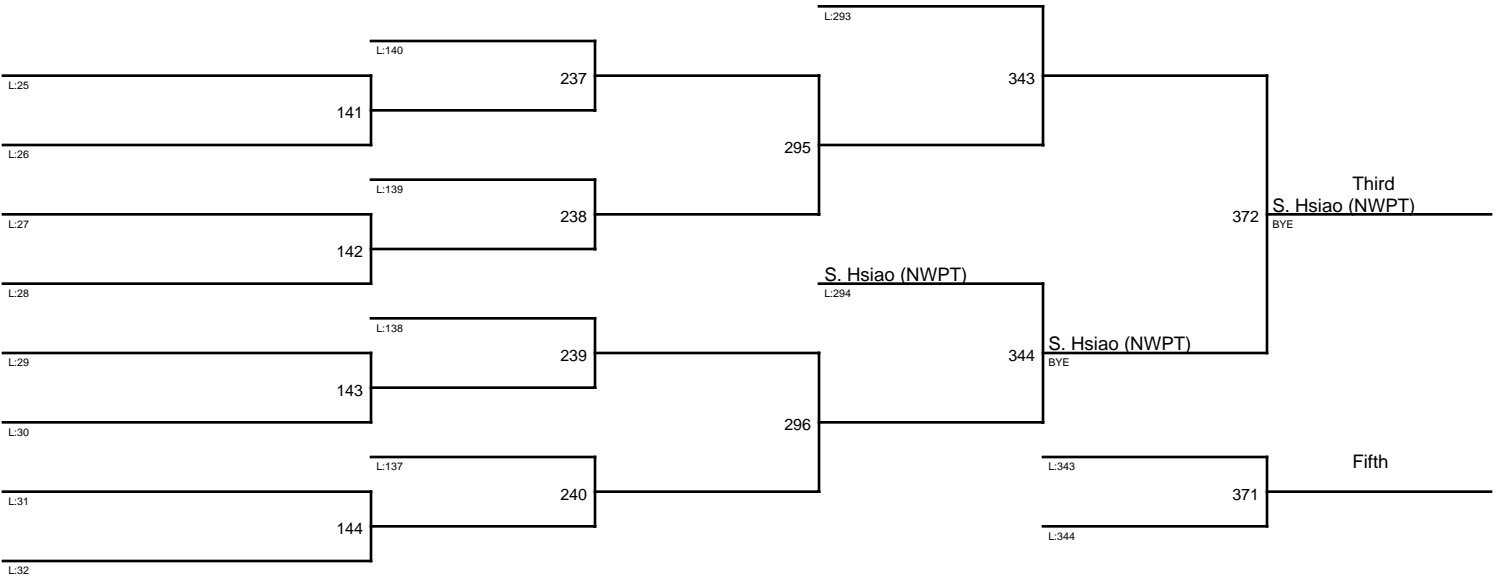 L:293
L:140
237
343
L:25
141
L:26
295
L:139
Third
S. Hsiao (NWPT)
BYE
372
L:27
238
142
S. Hsiao (NWPT)
L:294
L:28
L:138
S. Hsiao (NWPT)
BYE
344
L:29
239
143
L:30
296
L:137
L:343
Fifth
L:31
240
371
144
L:344
L:32